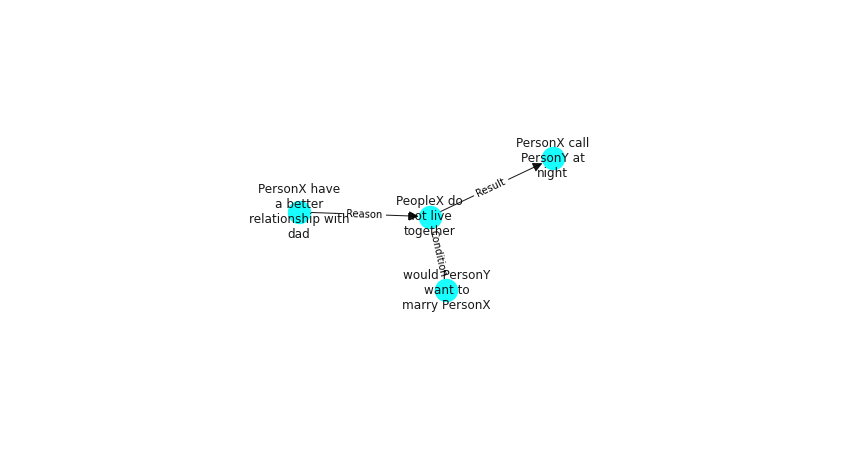 PersonX call
PersonY at
night
Result
PersonX have
a better
relationship with
dad
Reason
PeopleX do
not live
together
Condition
would PersonY
want to
marry PersonX